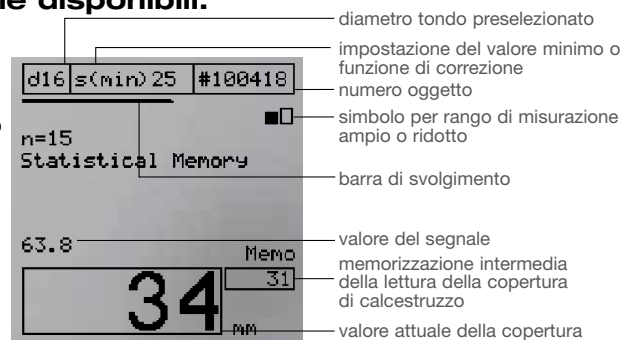 e disponibili.
diametro tondo preselezionato
impostazione del valore minimo o
funzione di correzione
numero oggetto
simbolo per rango di misurazione
ampio o ridotto
barra di svolgimento
valore del segnale
memorizzazione intermedia
della lettura della copertura
di calcestruzzo
valore attuale della copertura
d16 s(min) 25 #100418
n=15
Statistical Memory
63.8
Memo
31
34
MM